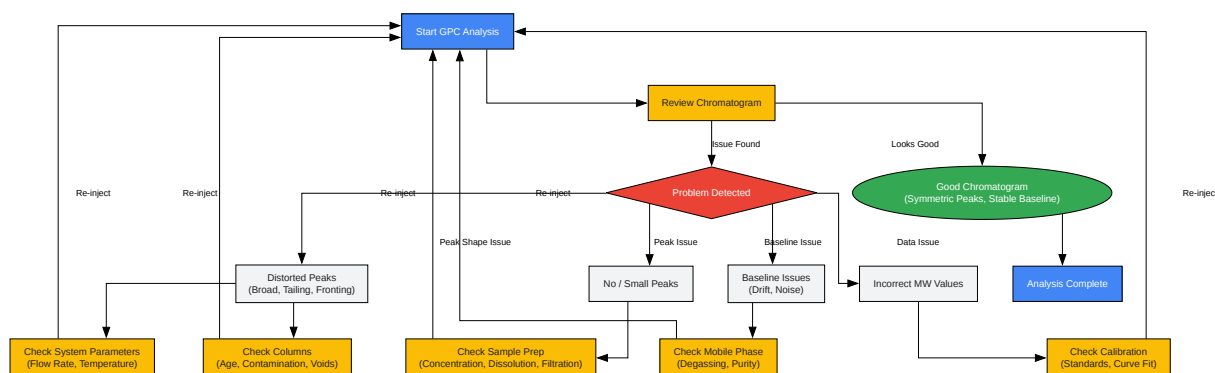 Start GPC Analysis
Review Chromatogram
Issue Found
Looks Good
Re-inject
Re-inject
Re-inject
Re-inject
Problem Detected
Good Chromatogram
(Symmetric Peaks, Stable Baseline)
Re-injec
Peak Shape Issue
Peak Issue
Baseline Issue
Data Issue
Distorted Peaks
(Broad, Tailing, Fronting)
No / Small Peaks
Baseline Issues
(Drift, Noise)
Incorrect MW Values
Analysis Complete
Check System Parameters
(Flow Rate, Temperature)
Check Columns
(Age, Contamination, Voids)
Check Sample Prep
(Concentration, Dissolution, Filtration)
Check Mobile Phase
(Degassing, Purity)
Check Calibration
(Standards, Curve Fit)